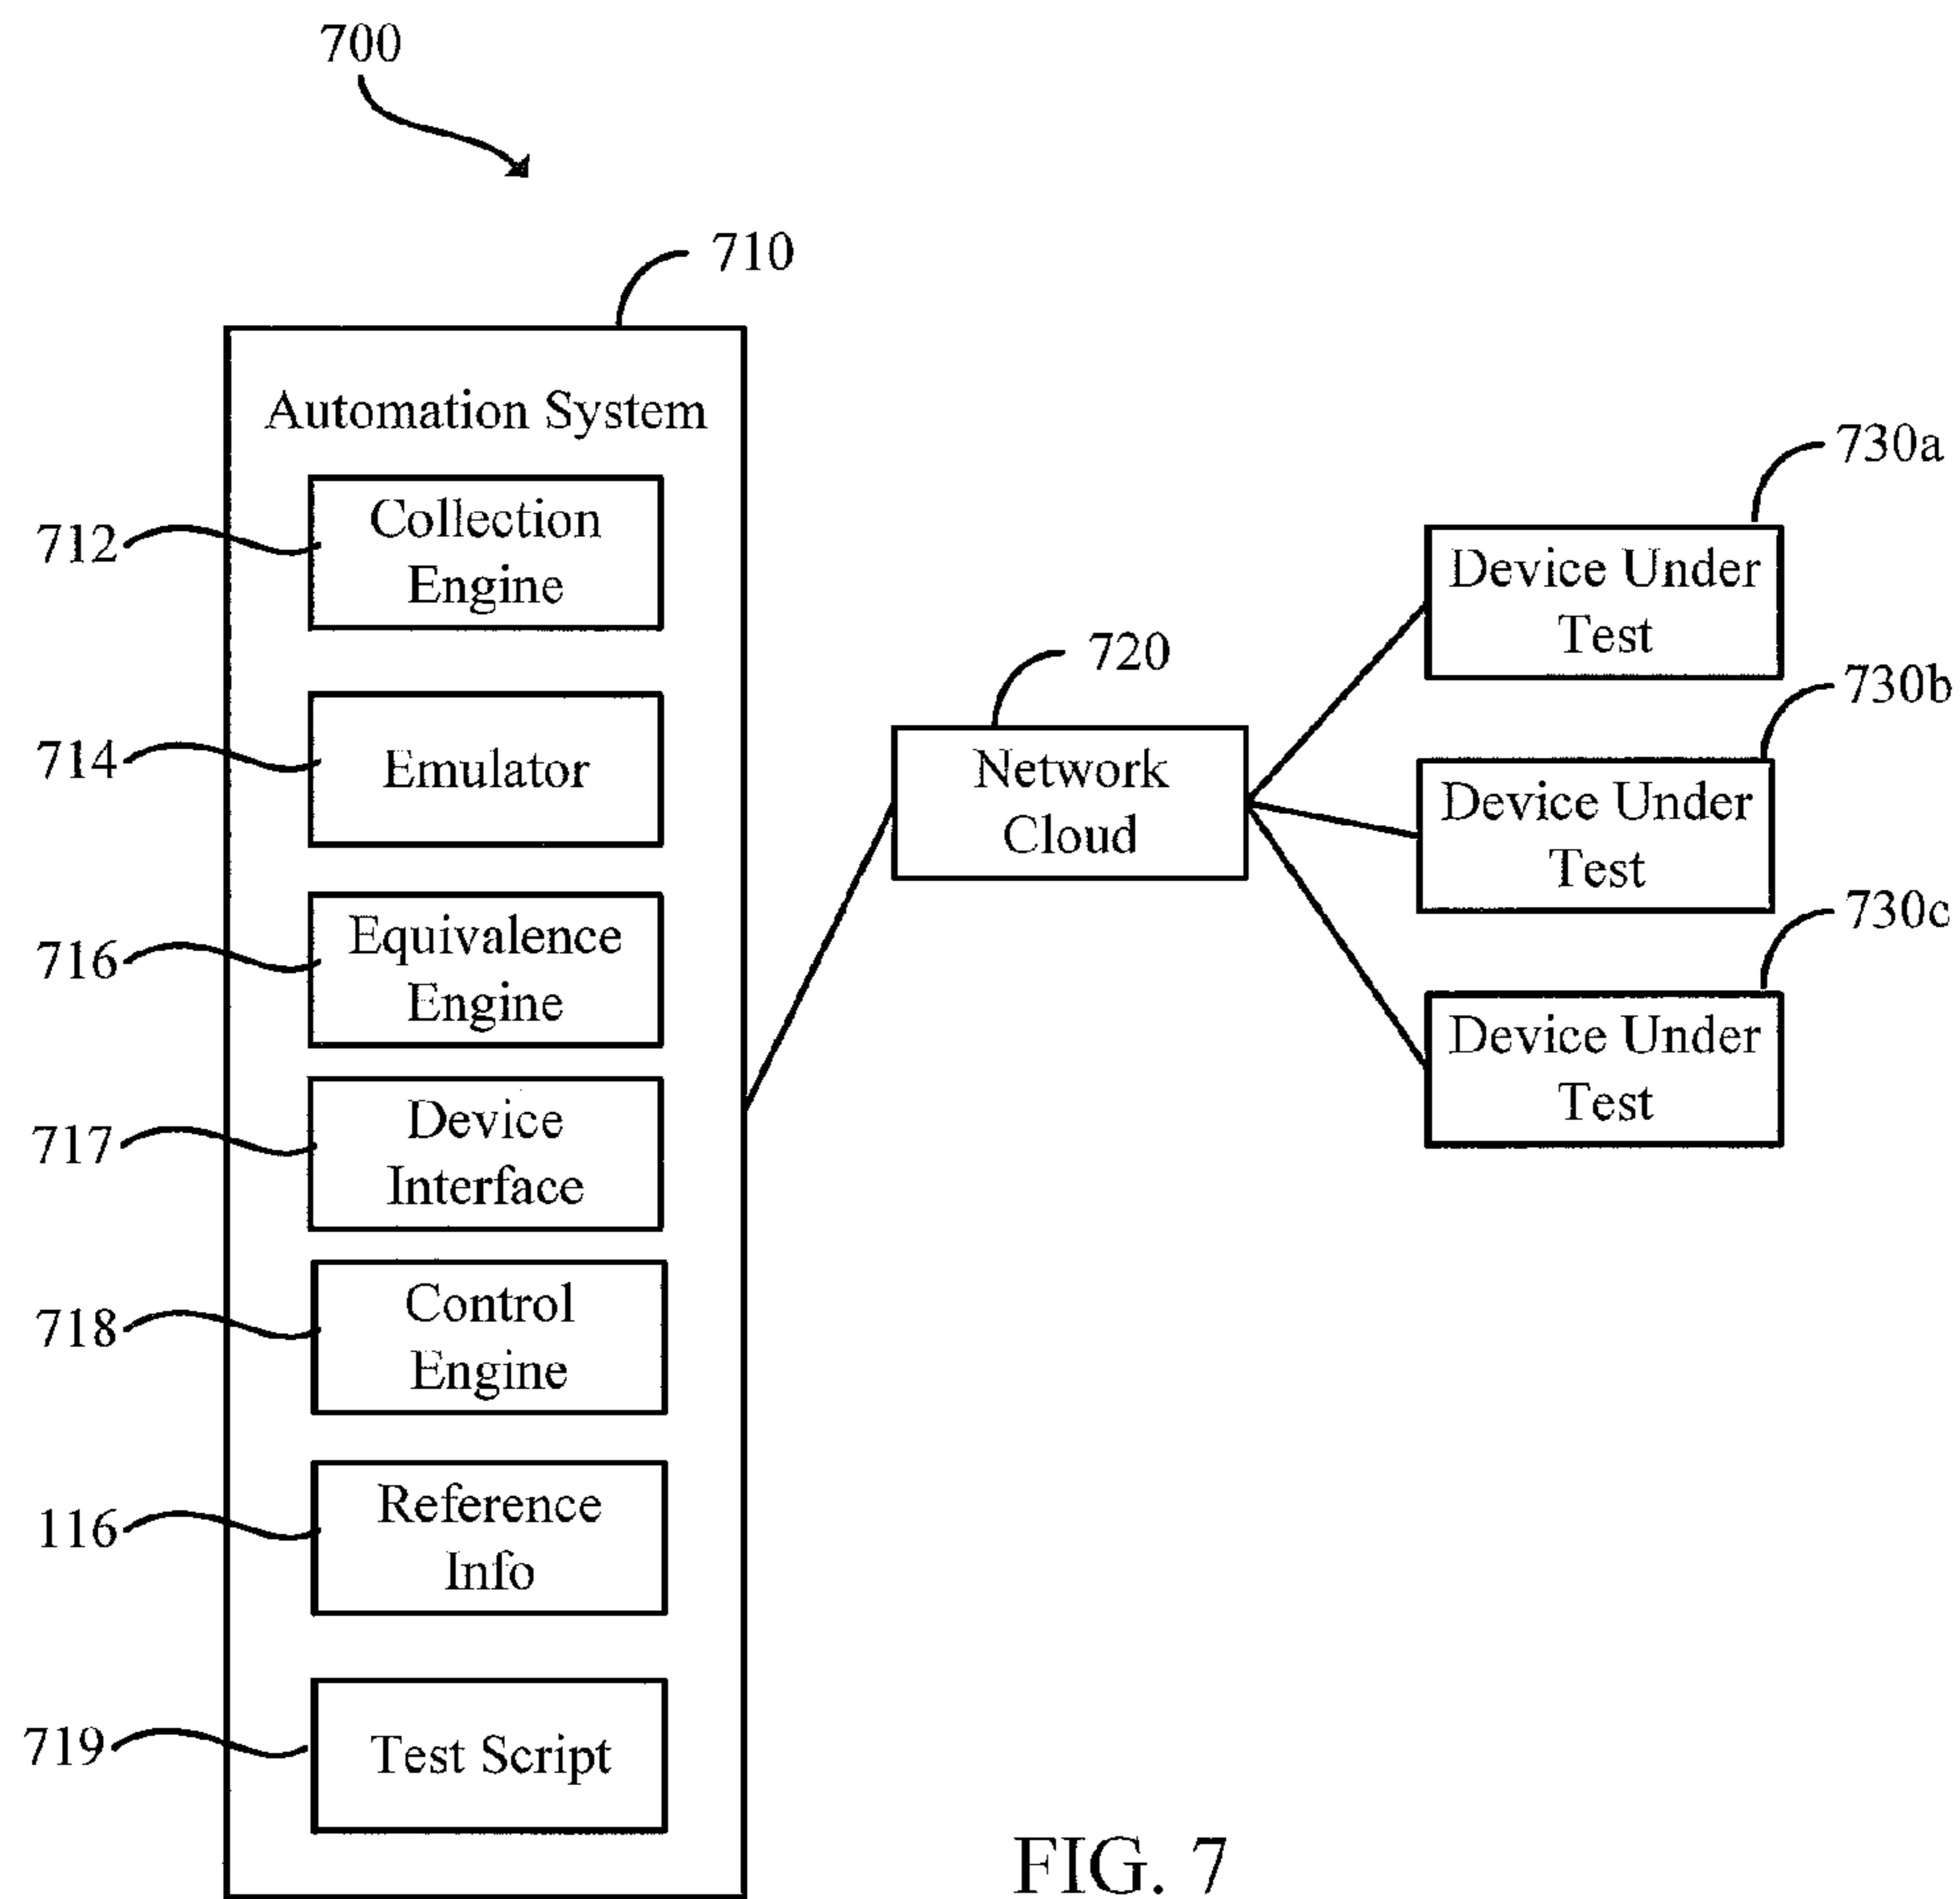 700
710
Automation System
712
Collection
Engine
714
Emulator
716
Equivalence
Engine
717
Device
Interface
718
Control
Engine
116
Reference
Info
719
Test Script
720
Network
Cloud
730a
Device Under
Test
730b
Device Under
Test
730c
Device Under
Test
FIG. 7